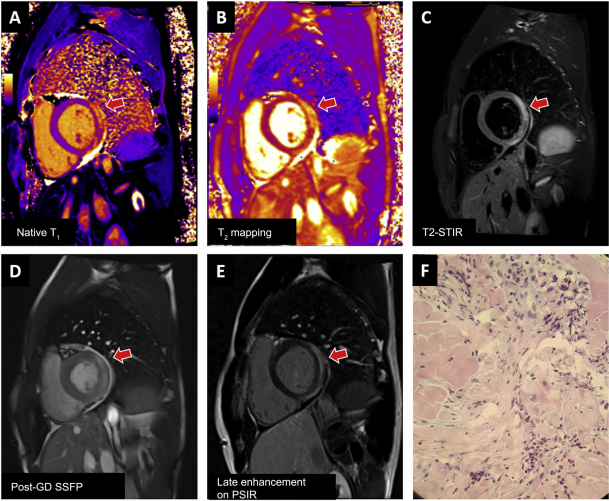 A
B
C
Native T₁
T₂ mapping
T2-STIR
D
E
F
Post-GD SSFP
Late enhancement
on PSIR